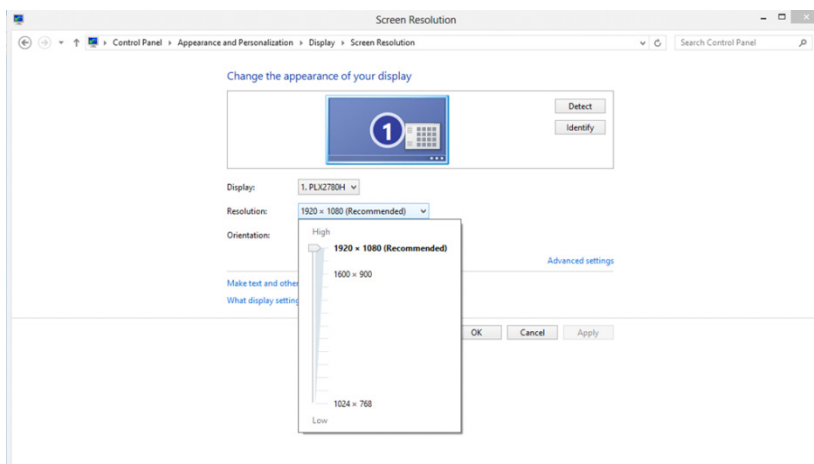 Screen Resolution
Control Panel Appearance and Personalization Display Screen Resolution
Search Control Panel
Change the appearance of your display
1
Detect
Identify
Display: 1. PLX2780H
Resolution: 1920 × 1080 (Recommended)
Orientation:
High
1920 × 1080 (Recommended)
1600 × 900
1024 × 768
Low
Advanced settings
Make text and other
What display setting
OK Cancel Apply